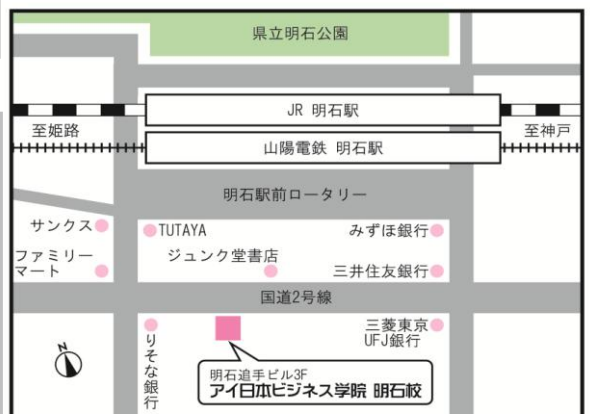 県立明石公園
JR 明石駅
至姫路
至神戸
山陽電鉄 明石駅
明石駅前ロータリー
サンクス
TUTAYA
みずほ銀行
ファミリー
マート
ジュンク堂書店
三井住友銀行
国道2号線
りそな銀行
三菱東京
UFJ銀行
N
明石追手ビル3F
アイ日本ビジネス学院 明石校